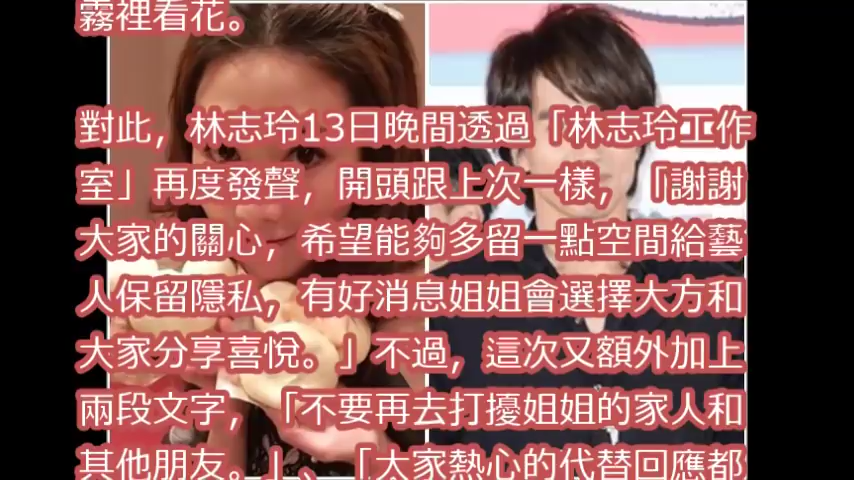 霧裡看花。
對此，林志玲13日晚間透過「林志玲工作
室」再度發聲，開頭跟上次一樣，「謝謝
大家的關心，希望能夠多留一點空間給藝
人保留隱私，有好消息姐姐會選擇大方和
大家分享喜悅。」不過，這次又額外加上
兩段文字，「不要再去打擾姐姐的家人和
其他朋友。」、「大家熱心的代替回應都